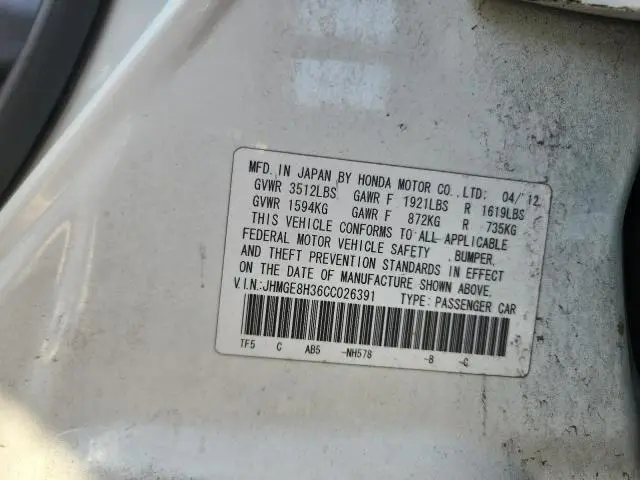 MFD. IN JAPAN BY HONDA MOTOR CO., LTD: 04/'12
GVWR 3512LBS GAWR F 1921LBS R 1619LBS
GVWR 1594KG GAWR F 872KG R 735KG
THIS VEHICLE CONFORMS TO ALL APPLICABLE
FEDERAL MOTOR VEHICLE SAFETY , BUMPER,
AND THEFT PREVENTION STANDARDS IN EFFECT
ON THE DATE OF MANUFACTURE SHOWN ABOVE.
V.I.N:JHMGE8H36CC026391 TYPE: PASSENGER CAR
TF5 C AB5 -NH578 -B -C